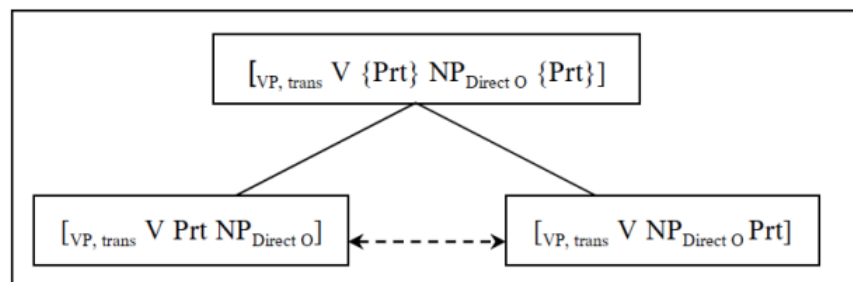 [VP, trans V {Prt} NPDirect O {Prt}]
[VP, trans V Prt NPDirect O]
[VP, trans V NPDirect O Prt]